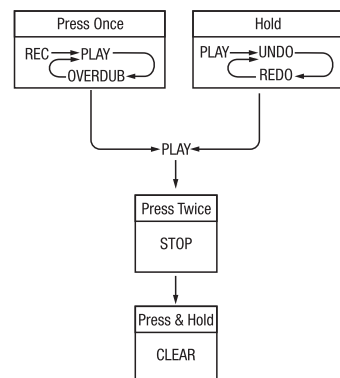 Press Once
REC PLAY
OVERDUB
Hold
PLAY UNDO
REDO
PLAY
Press Twice
STOP
Press & Hold
CLEAR